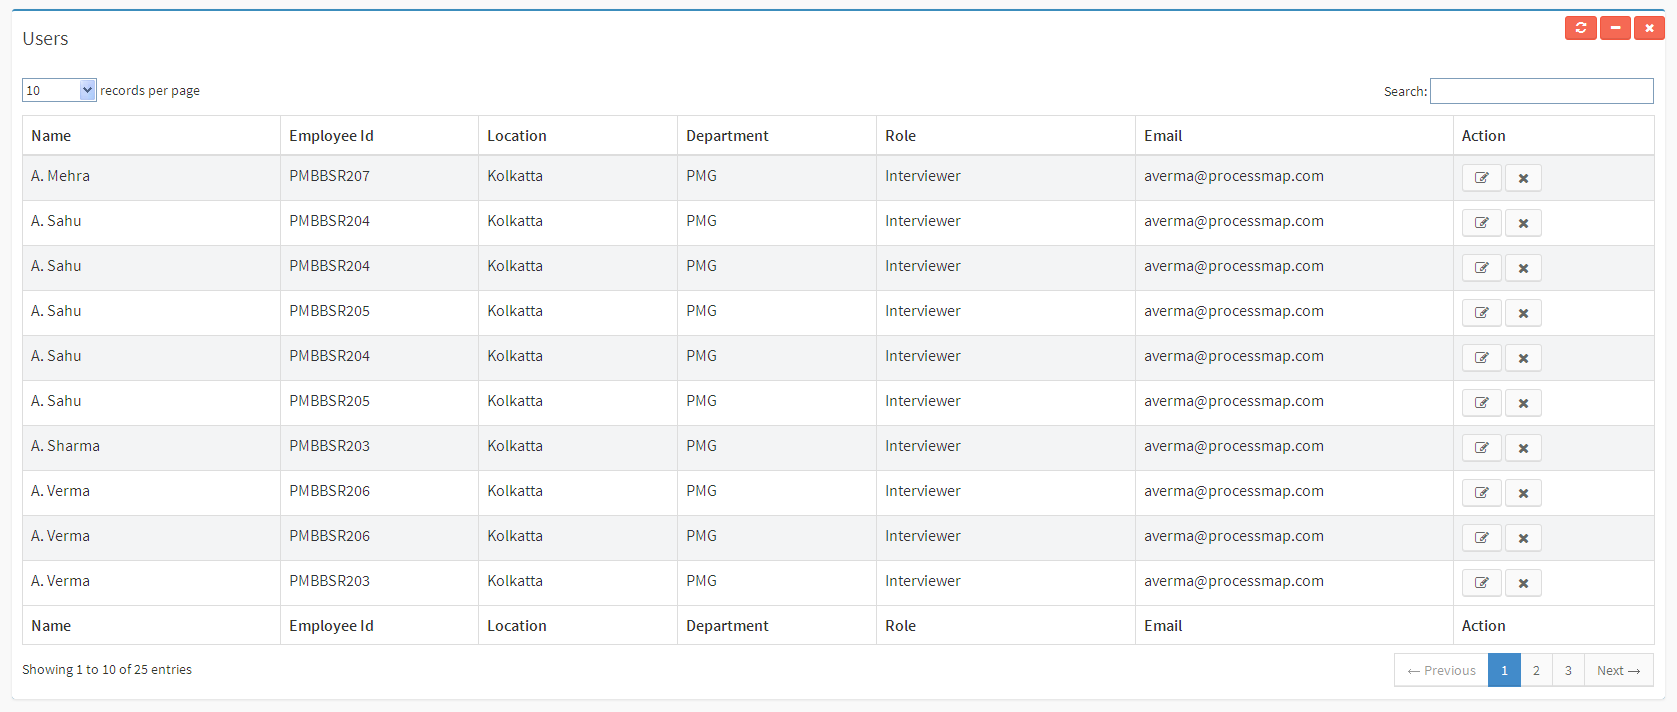 Users
10 records per page Search:
Name Employee Id Location Department Role Email Action
A. Mehra PMBBSR207 Kolkatta PMG Interviewer averma@processmap.com
A. Sahu PMBBSR204 Kolkatta PMG Interviewer averma@processmap.com
A. Sahu PMBBSR204 Kolkatta PMG Interviewer averma@processmap.com
A. Sahu PMBBSR205 Kolkatta PMG Interviewer averma@processmap.com
A. Sahu PMBBSR204 Kolkatta PMG Interviewer averma@processmap.com
A. Sahu PMBBSR205 Kolkatta PMG Interviewer averma@processmap.com
A. Sharma PMBBSR203 Kolkatta PMG Interviewer averma@processmap.com
A. Verma PMBBSR206 Kolkatta PMG Interviewer averma@processmap.com
A. Verma PMBBSR206 Kolkatta PMG Interviewer averma@processmap.com
A. Verma PMBBSR203 Kolkatta PMG Interviewer averma@processmap.com
Name Employee Id Location Department Role Email Action
Showing 1 to 10 of 25 entries ← Previous 1 2 3 Next →